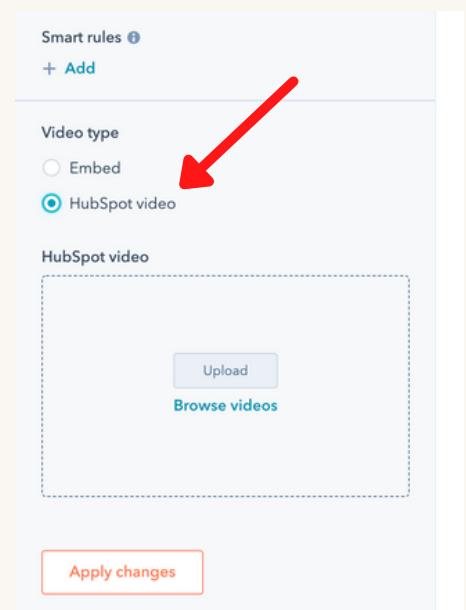 Smart rules
+ Add
Video type
Embed
HubSpot video
HubSpot video
Upload
Browse videos
Apply changes